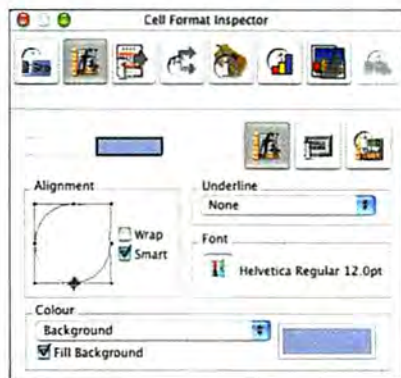 Cell Format Inspector
Alignment
Wrap
Smart
Underline
None
Font
Helvetica Regular 12.0pt
Colour
Background
Fill Background